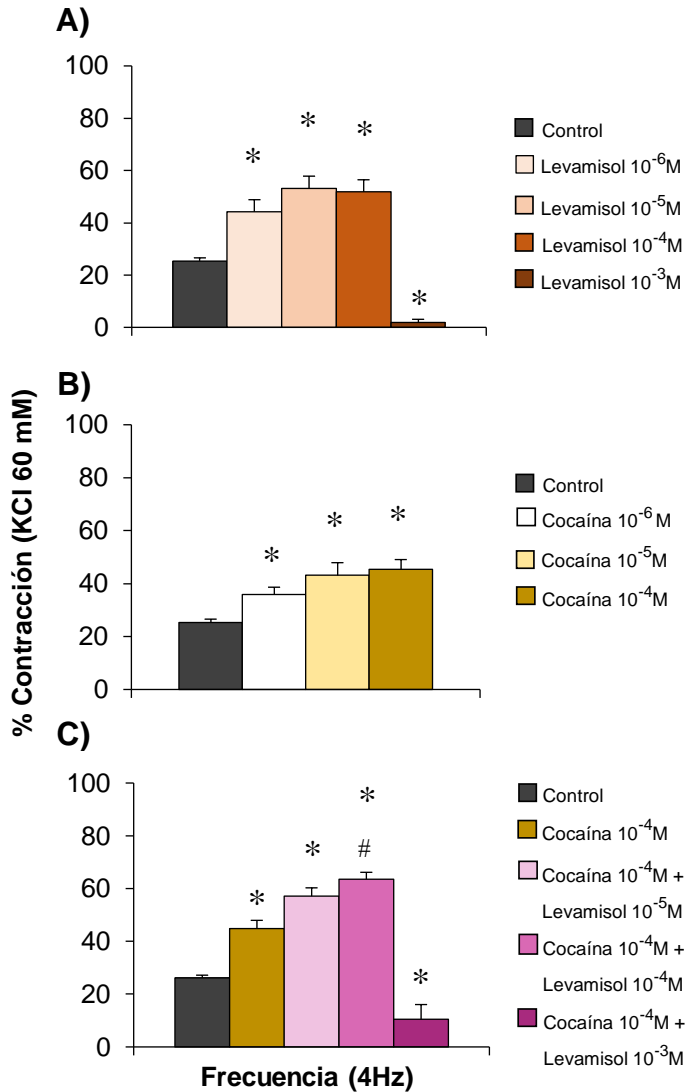 A)
100
80
60
40
20
0
* * * *
Control
Levamisol 10⁻⁶M
Levamisol 10⁻⁵M
Levamisol 10⁻⁴M
Levamisol 10⁻³M
% Contracción (KCl 60 mM)
B)
100
80
60
40
20
0
* * *
Control
Cocaína 10⁻⁶ M
Cocaína 10⁻⁵M
Cocaína 10⁻⁴M
C)
100
80
60
40
20
0
* * * # *
Control
Cocaína 10⁻⁴M
Cocaína 10⁻⁴M +
Levamisol 10⁻⁵M
Cocaína 10⁻⁴M +
Levamisol 10⁻⁴M
Cocaína 10⁻⁴M +
Levamisol 10⁻³M
Frecuencia (4Hz)